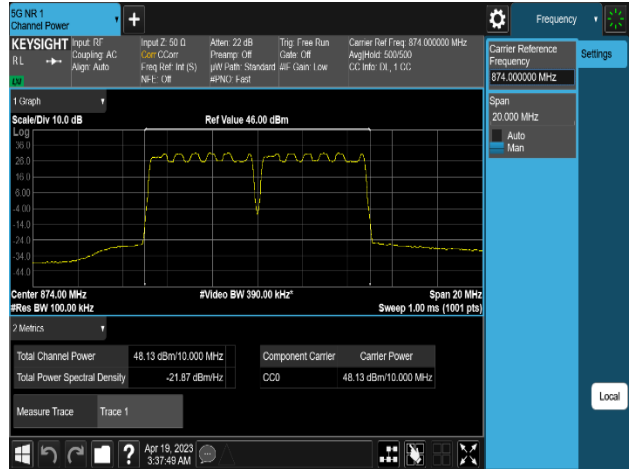 5G NR 1
Channel Power
Frequency
KEYSIGHT
RL
LV
Input: RF
Coupling: AC
Align: Auto
Input Z: 50 Ω
Corr CCorr
Freq Ref: Int (S)
NFE: Off
Atten: 22 dB
Preamp: Off
µW Path: Standard
#PNO: Fast
Trig: Free Run
Gate: Off
#IF Gain: Low
Carrier Ref Freq: 874.000000 MHz
Avg|Hold: 500/500
CC Info: DL, 1 CC
Carrier Reference
Frequency
874.000000 MHz
Settings
Span
20.000 MHz
Auto
Man
1 Graph
Scale/Div 10.0 dB
Ref Value 46.00 dBm
Log
36.0
26.0
16.0
6.00
-4.00
-14.0
-24.0
-34.0
-44.0
Center 874.00 MHz
#Video BW 390.00 kHz*
Span 20 MHz
#Res BW 100.00 kHz
Sweep 1.00 ms (1001 pts)
2 Metrics
Total Channel Power
48.13 dBm/10.000 MHz
Component Carrier
Carrier Power
Total Power Spectral Density
-21.87 dBm/Hz
CC0
48.13 dBm/10.000 MHz
Measure Trace
Trace 1
Local
Apr 19, 2023
3:37:49 AM